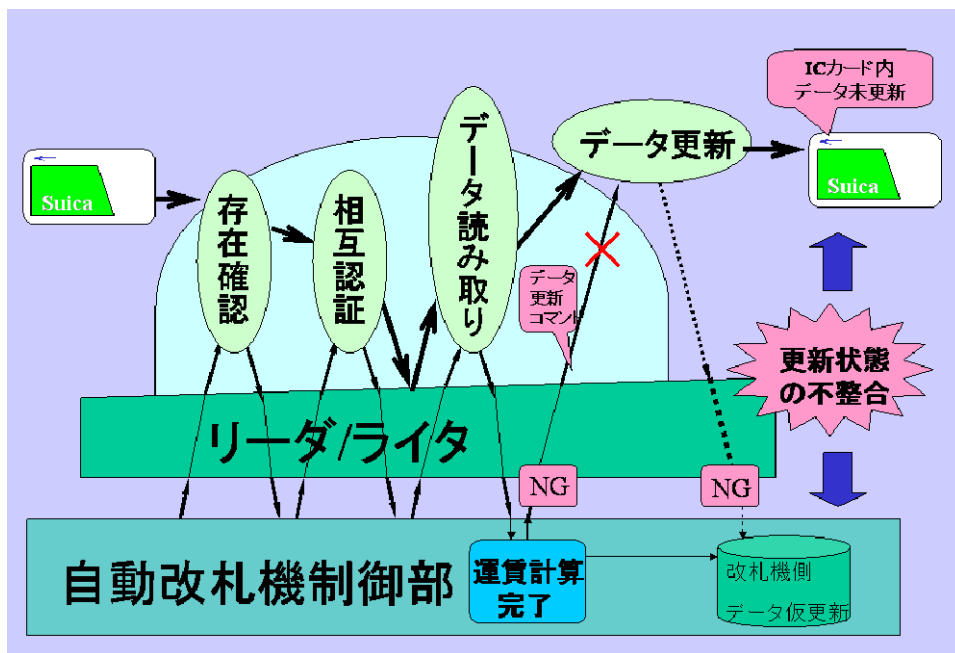 ICカード内
データ未更新
Suica
存在確認
相互認証
データ読み取り
データ更新
Suica
データ
更新
コマンド
更新状態
の不整合
リーダ/ライタ
NG
NG
自動改札機制御部
運賃計算
完了
改札機側
データ仮更新